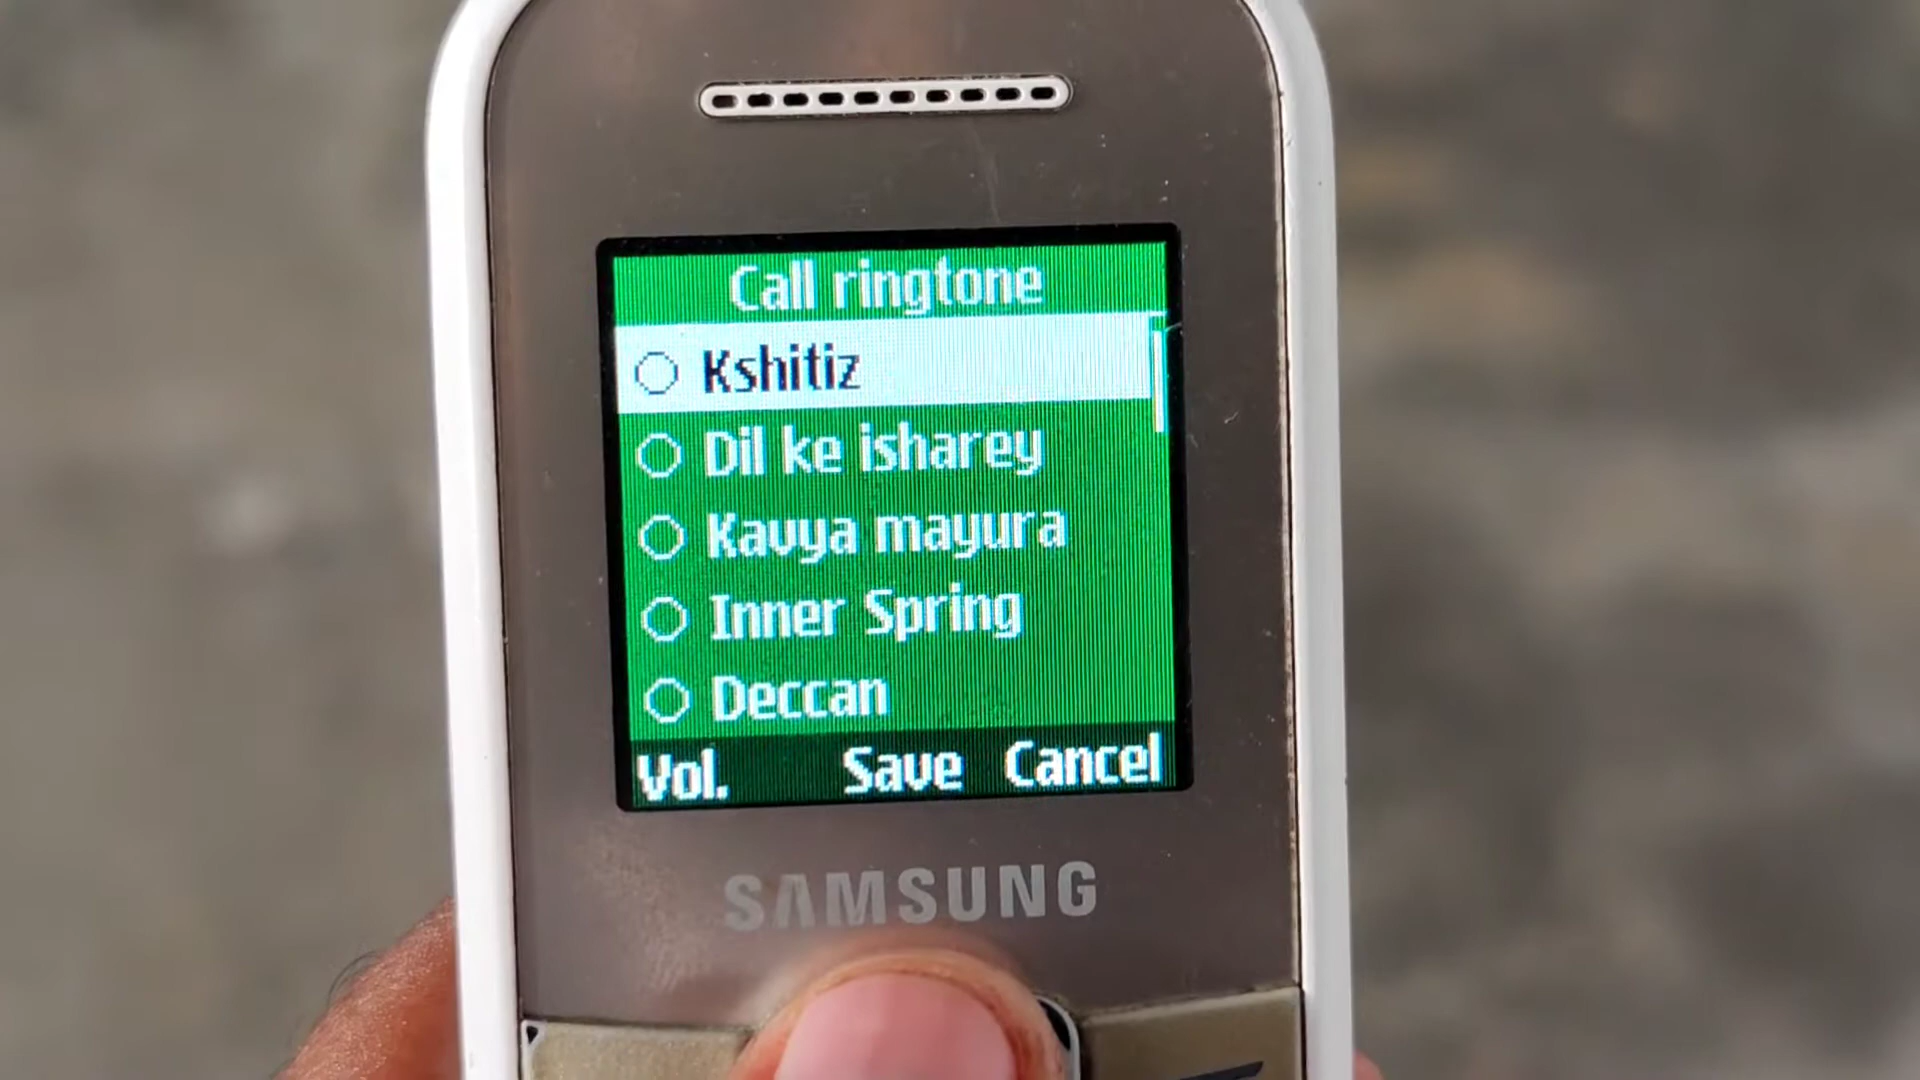 Call ringtone
Kshitiz
Dil ke isharey
Kavya mayura
Inner Spring
Deccan
Vol. Save Cancel
SAMSUNG